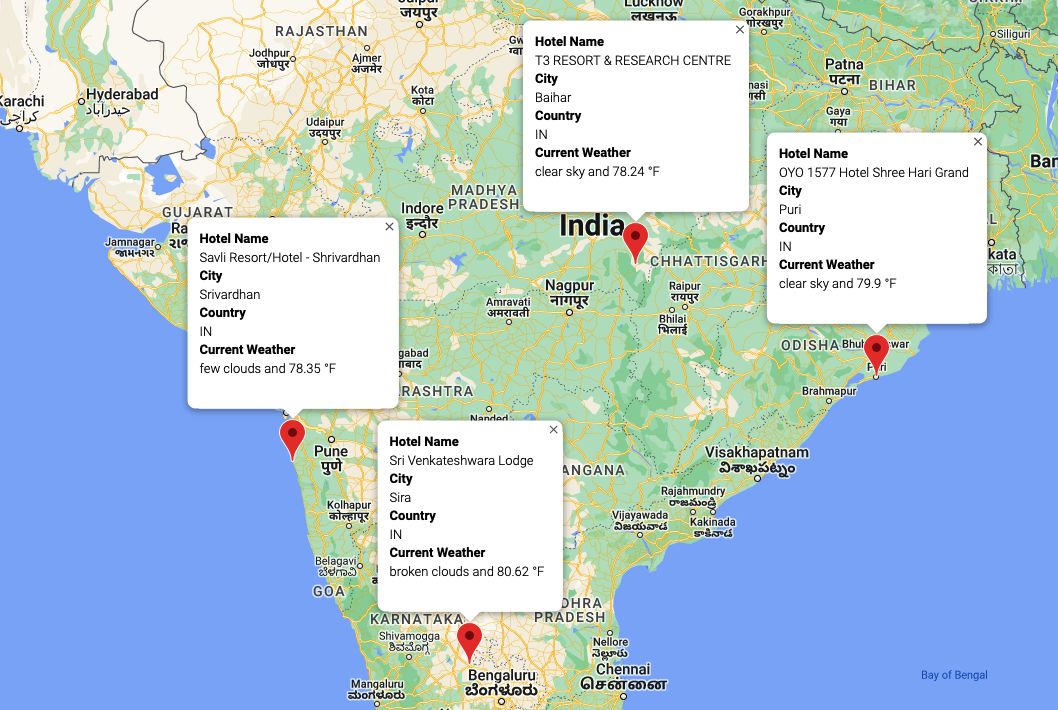 जयपुर
Lucknow
लखनऊ
Gorakhpur
गोरखपुर
Siliguri
RAJASTHAN
Jodhpur
जोधपुर
Ajmer
अजमेर
Patna
पटना
BIHAR
Karachi
كراچى
Hyderabad
حیدرآباد
Kota
कोटा
Gaya
गया
Udaipur
उदयपुर
Hotel Name
T3 RESORT & RESEARCH CENTRE
City
Baihar
Country
IN
Current Weather
clear sky and 78.24 °F
Hotel Name
OYO 1577 Hotel Shree Hari Grand
City
Puri
Country
IN
Current Weather
clear sky and 79.9 °F
MADHYA
PRADESH
Indore
इन्दौर
GUJARAT
Jamnagar
જામનગર
India
CHHATTISGARH
Nagpur
नागपूर
Raipur
रायपुर
Bhilai
भिलाई
Amravati
अमरावती
Hotel Name
Savli Resort/Hotel - Shrivardhan
City
Srivardhan
Country
IN
Current Weather
few clouds and 78.35 °F
ODISHA
Puri
Brahmapur
Nanded
Pune
पुणे
Hotel Name
Sri Venkateshwara Lodge
City
Sira
Country
IN
Current Weather
broken clouds and 80.62 °F
Visakhapatnam
విశాఖపట్నం
Rajahmundry
రాజమండ్రి
Vijayawada
విజయవాడ
Kakinada
కాకినాడ
Kolhapur
कोल्हापूर
Belagavi
ಬೆಳಗಾವಿ
GOA
KARNATAKA
PRADESH
Shivamogga
ಶಿವಮೊಗ್ಗ
Nellore
నెల్లూరు
Bengaluru
ಬೆಂಗಳೂರು
Chennai
சென்னை
Mangaluru
ಮಂಗಳೂರು
Bay of Bengal